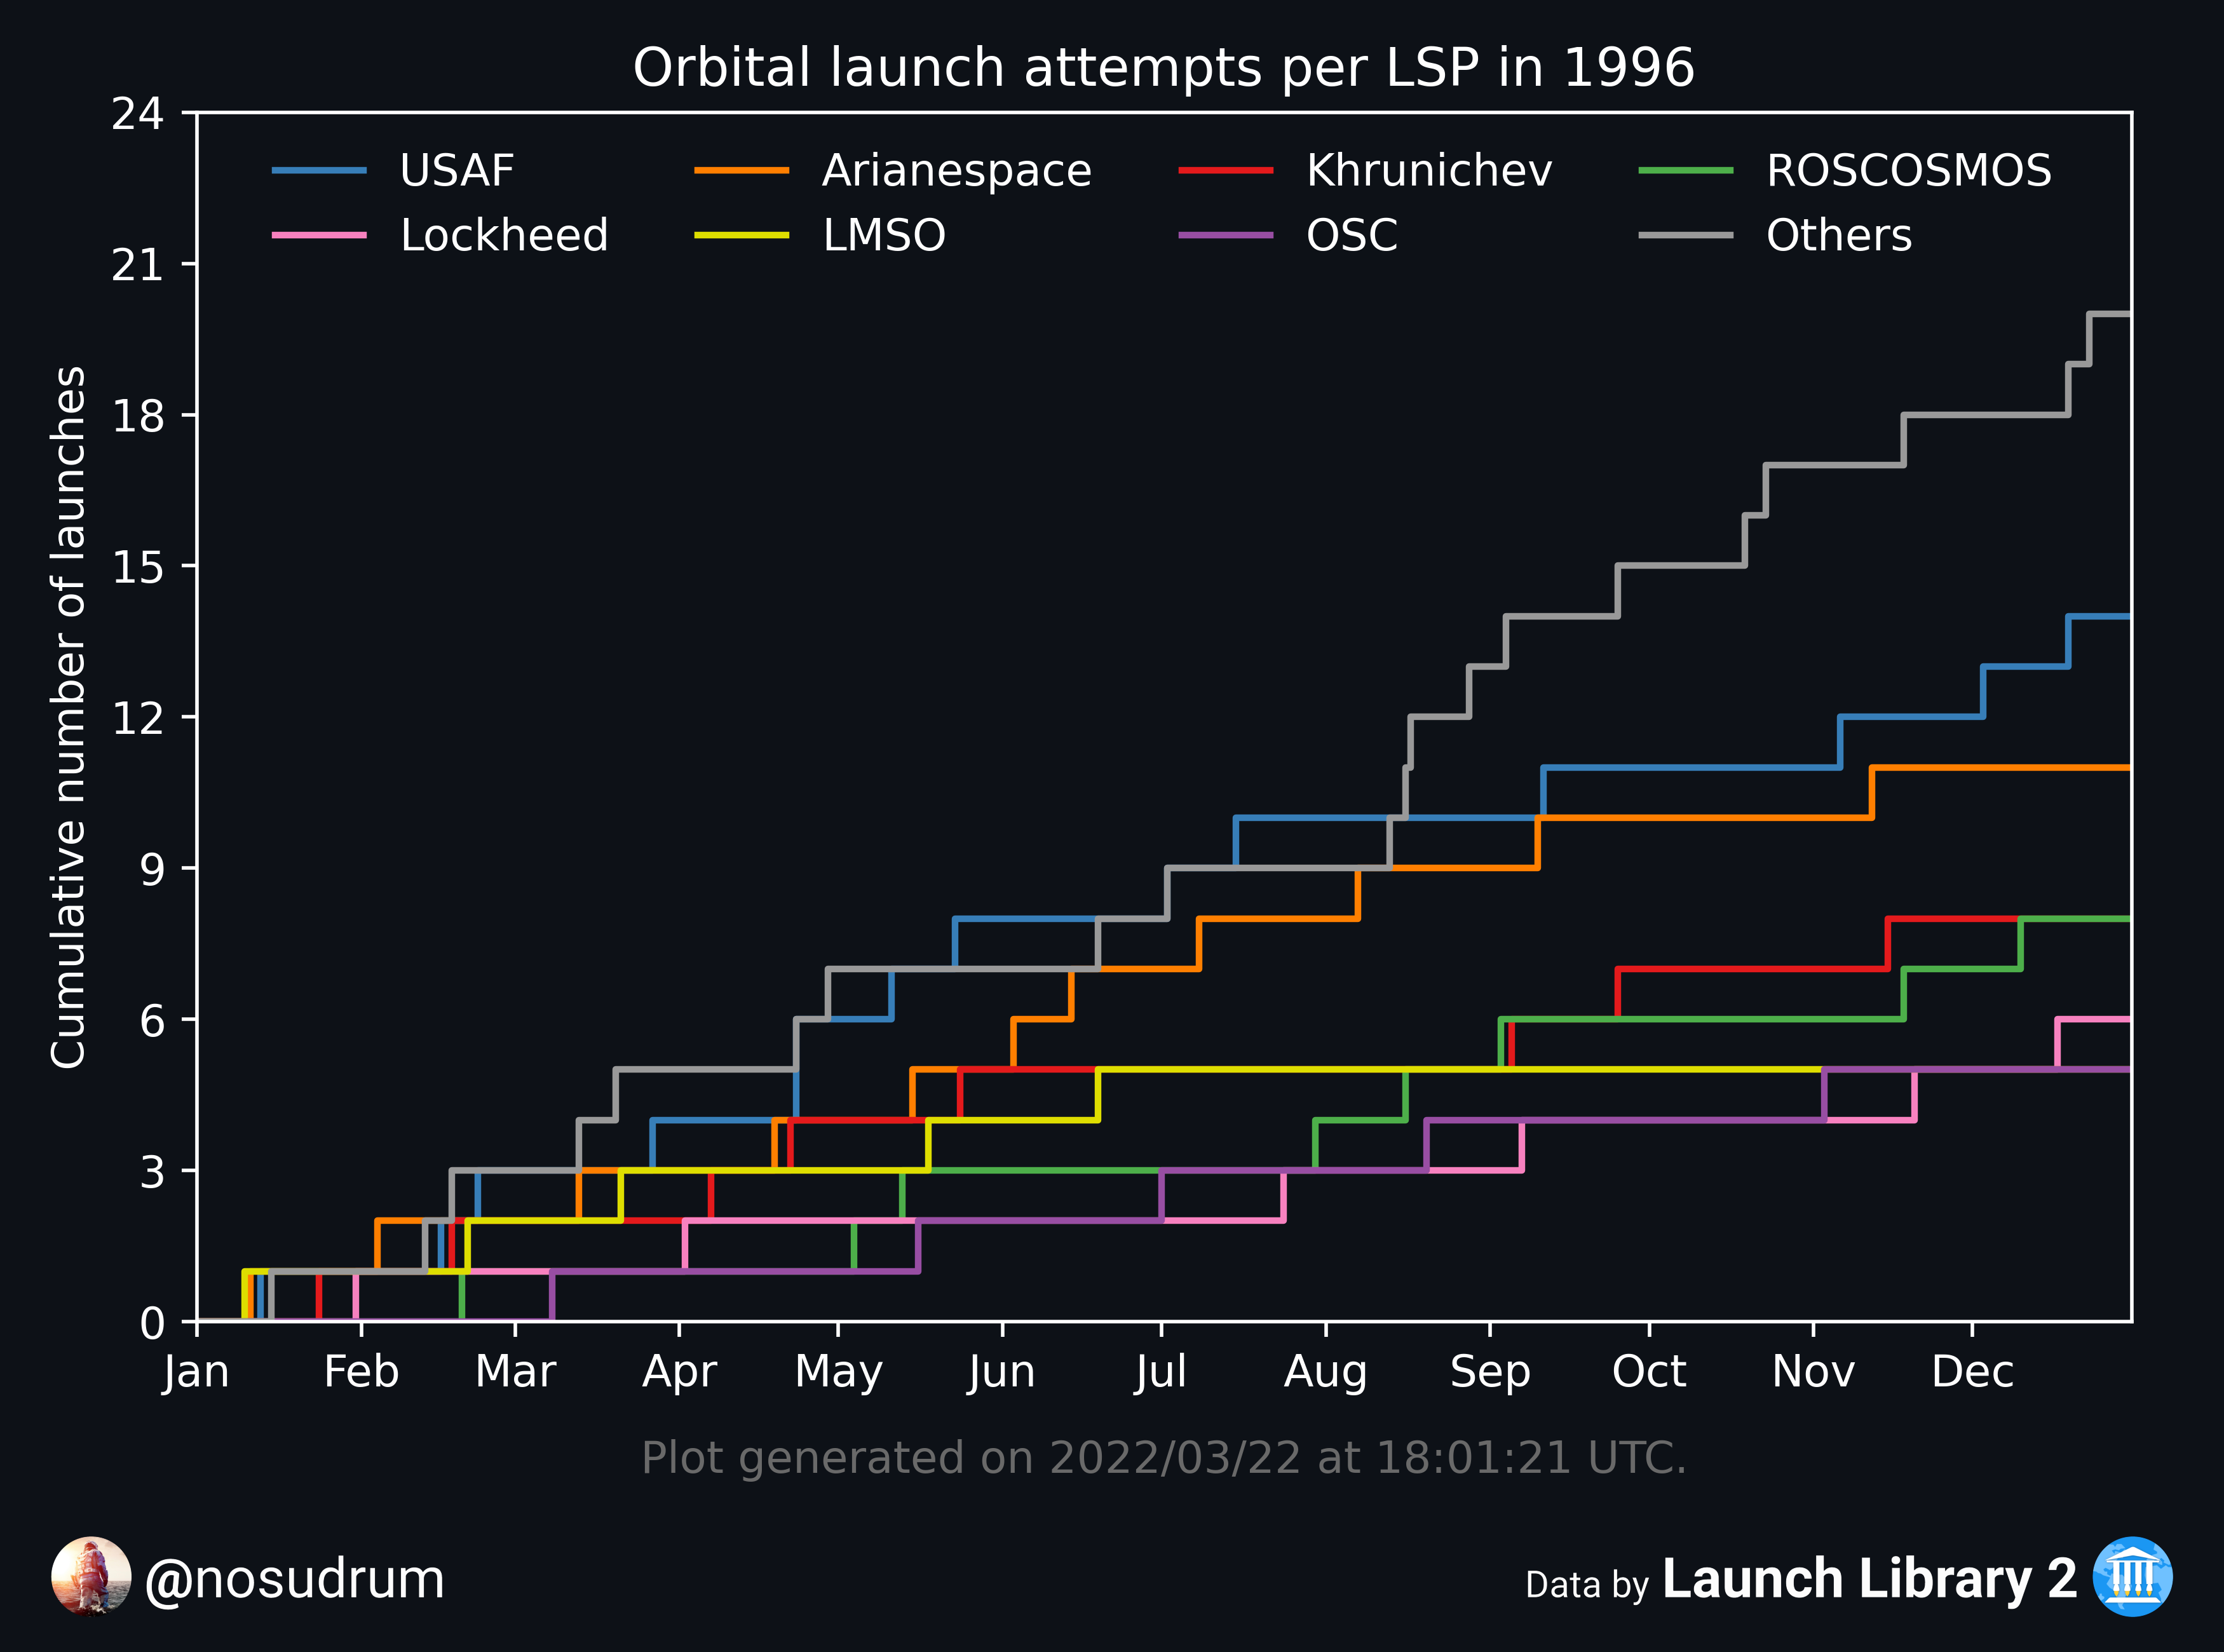 Orbital launch attempts per LSP in 1996
24
21
18
15
12
9
6
3
0
Cumulative number of launches
USAF Arianespace Khrunichev ROSCOSMOS
Lockheed LMSO OSC Others
Jan Feb Mar Apr May Jun Jul Aug Sep Oct Nov Dec
Plot generated on 2022/03/22 at 18:01:21 UTC.
@nosudrum
Data by Launch Library 2